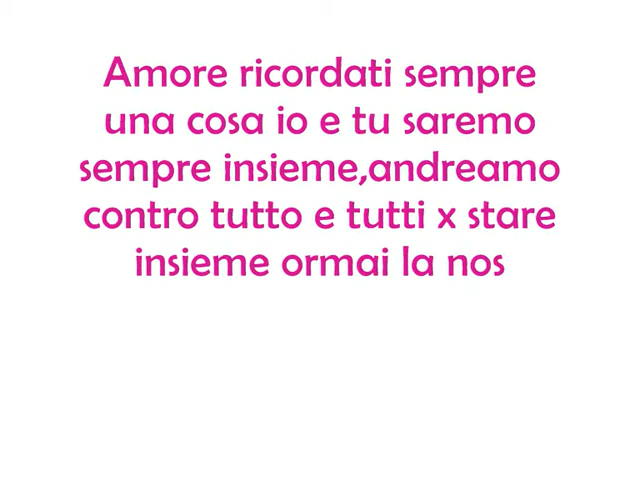 Amore ricordati sempre
una cosa io e tu saremo
sempre insieme,andreamo
contro tutto e tutti x stare
insieme ormai la nos